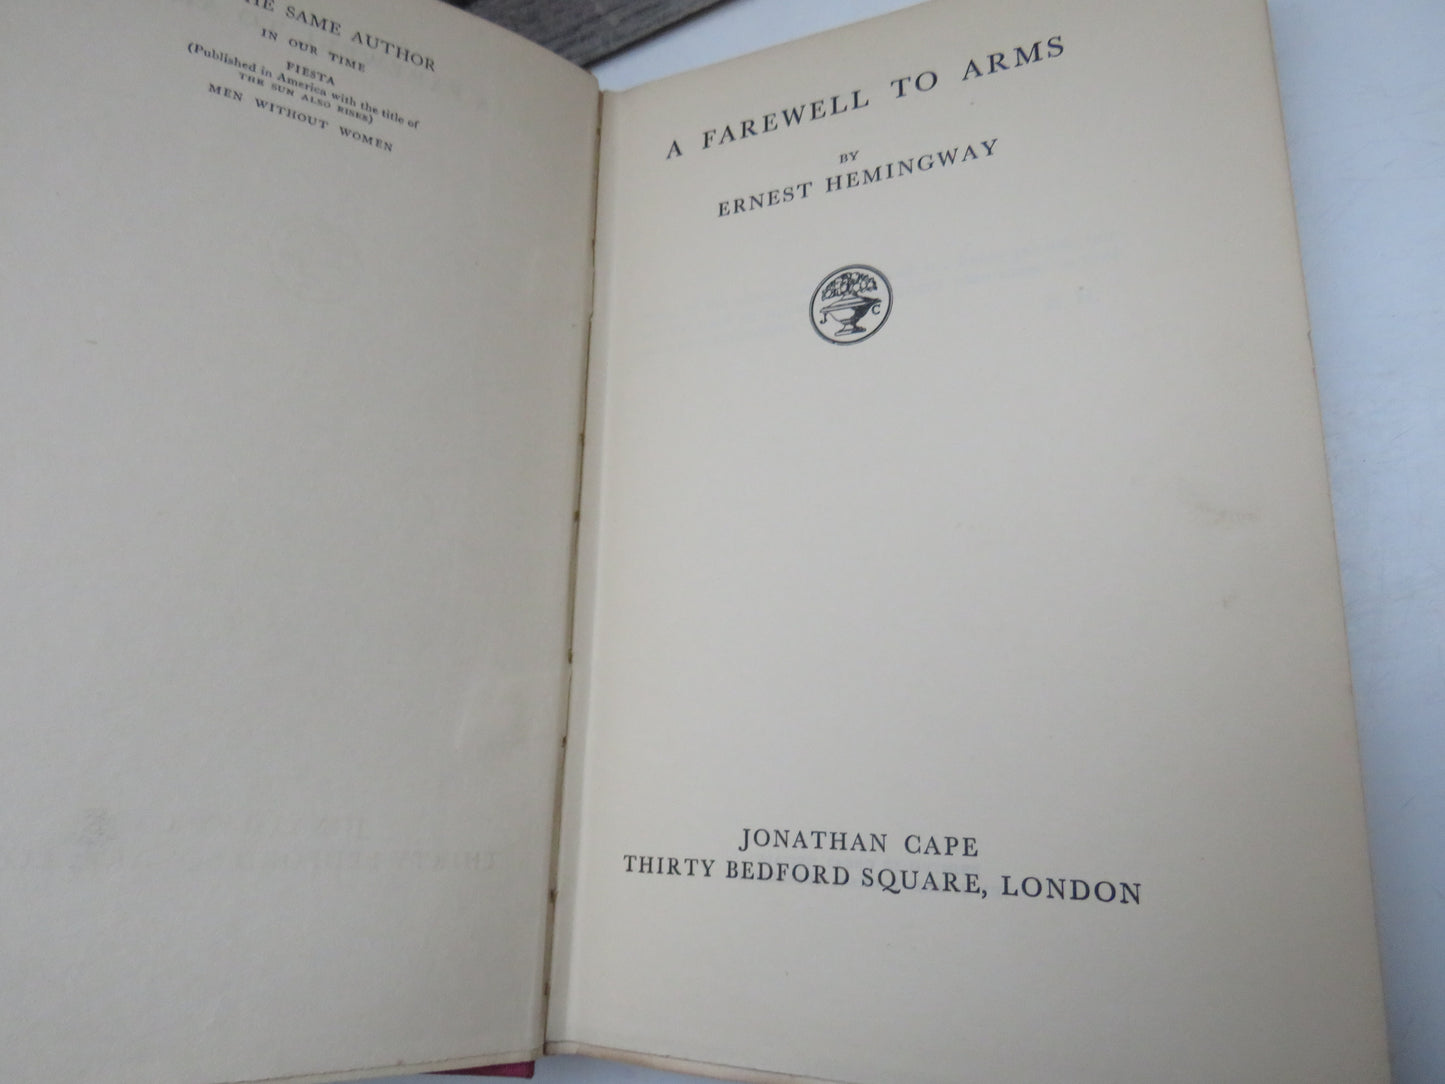 THE SAME AUTHOR
IN OUR TIME
FIESTA
(Published in America with the title of
THE SUN ALSO RISES)
MEN WITHOUT WOMEN
A FAREWELL TO ARMS
BY
ERNEST HEMINGWAY
J C
JONATHAN CAPE
THIRTY BEDFORD SQUARE, LONDON